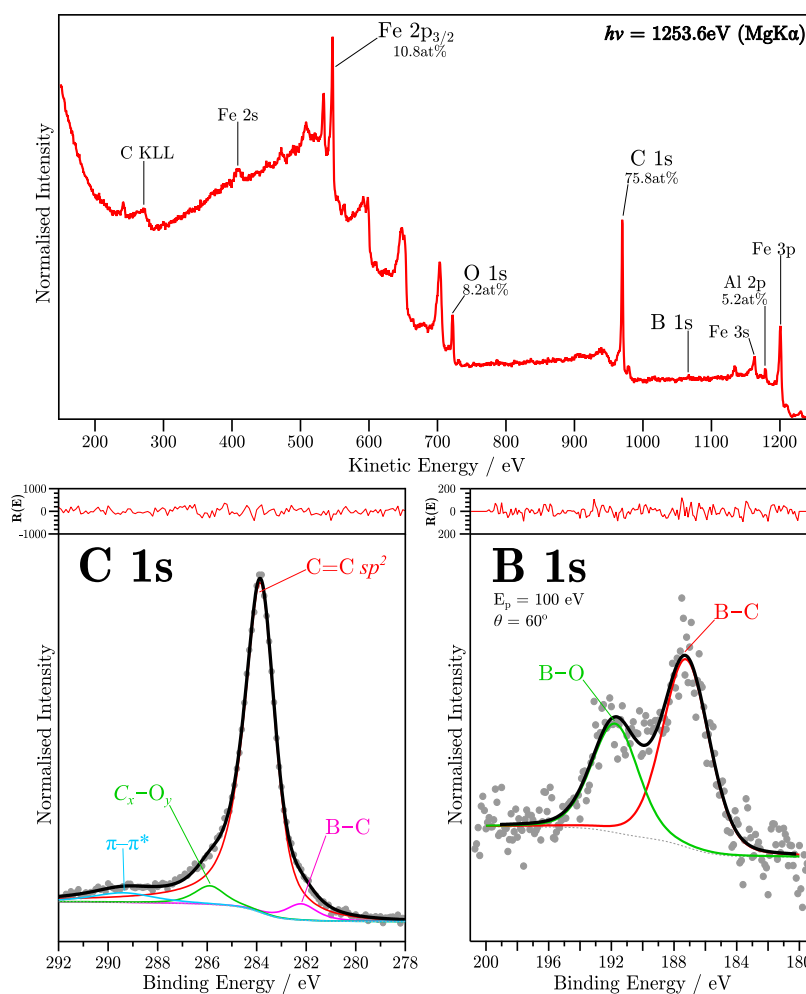 hν = 1253.6eV (MgKα)
Fe 2p3/2
10.8at%
Fe 2s
C KLL
C 1s
75.8at%
O 1s
8.2at%
Fe 3p
Al 2p
5.2at%
B 1s
Fe 3s
Normalised Intensity
200 300 400 500 600 700 800 900 1000 1100 1200
Kinetic Energy / eV
R(E)
1000
0
-1000
C 1s
C=C sp²
Cx–Oy
π–π*
B–C
Normalised Intensity
292 290 288 286 284 282 280 278
Binding Energy / eV
R(E)
200
0
200
B 1s
Ep = 100 eV
θ = 60°
B–C
B–O
Normalised Intensity
200 196 192 188 184 180
Binding Energy / eV